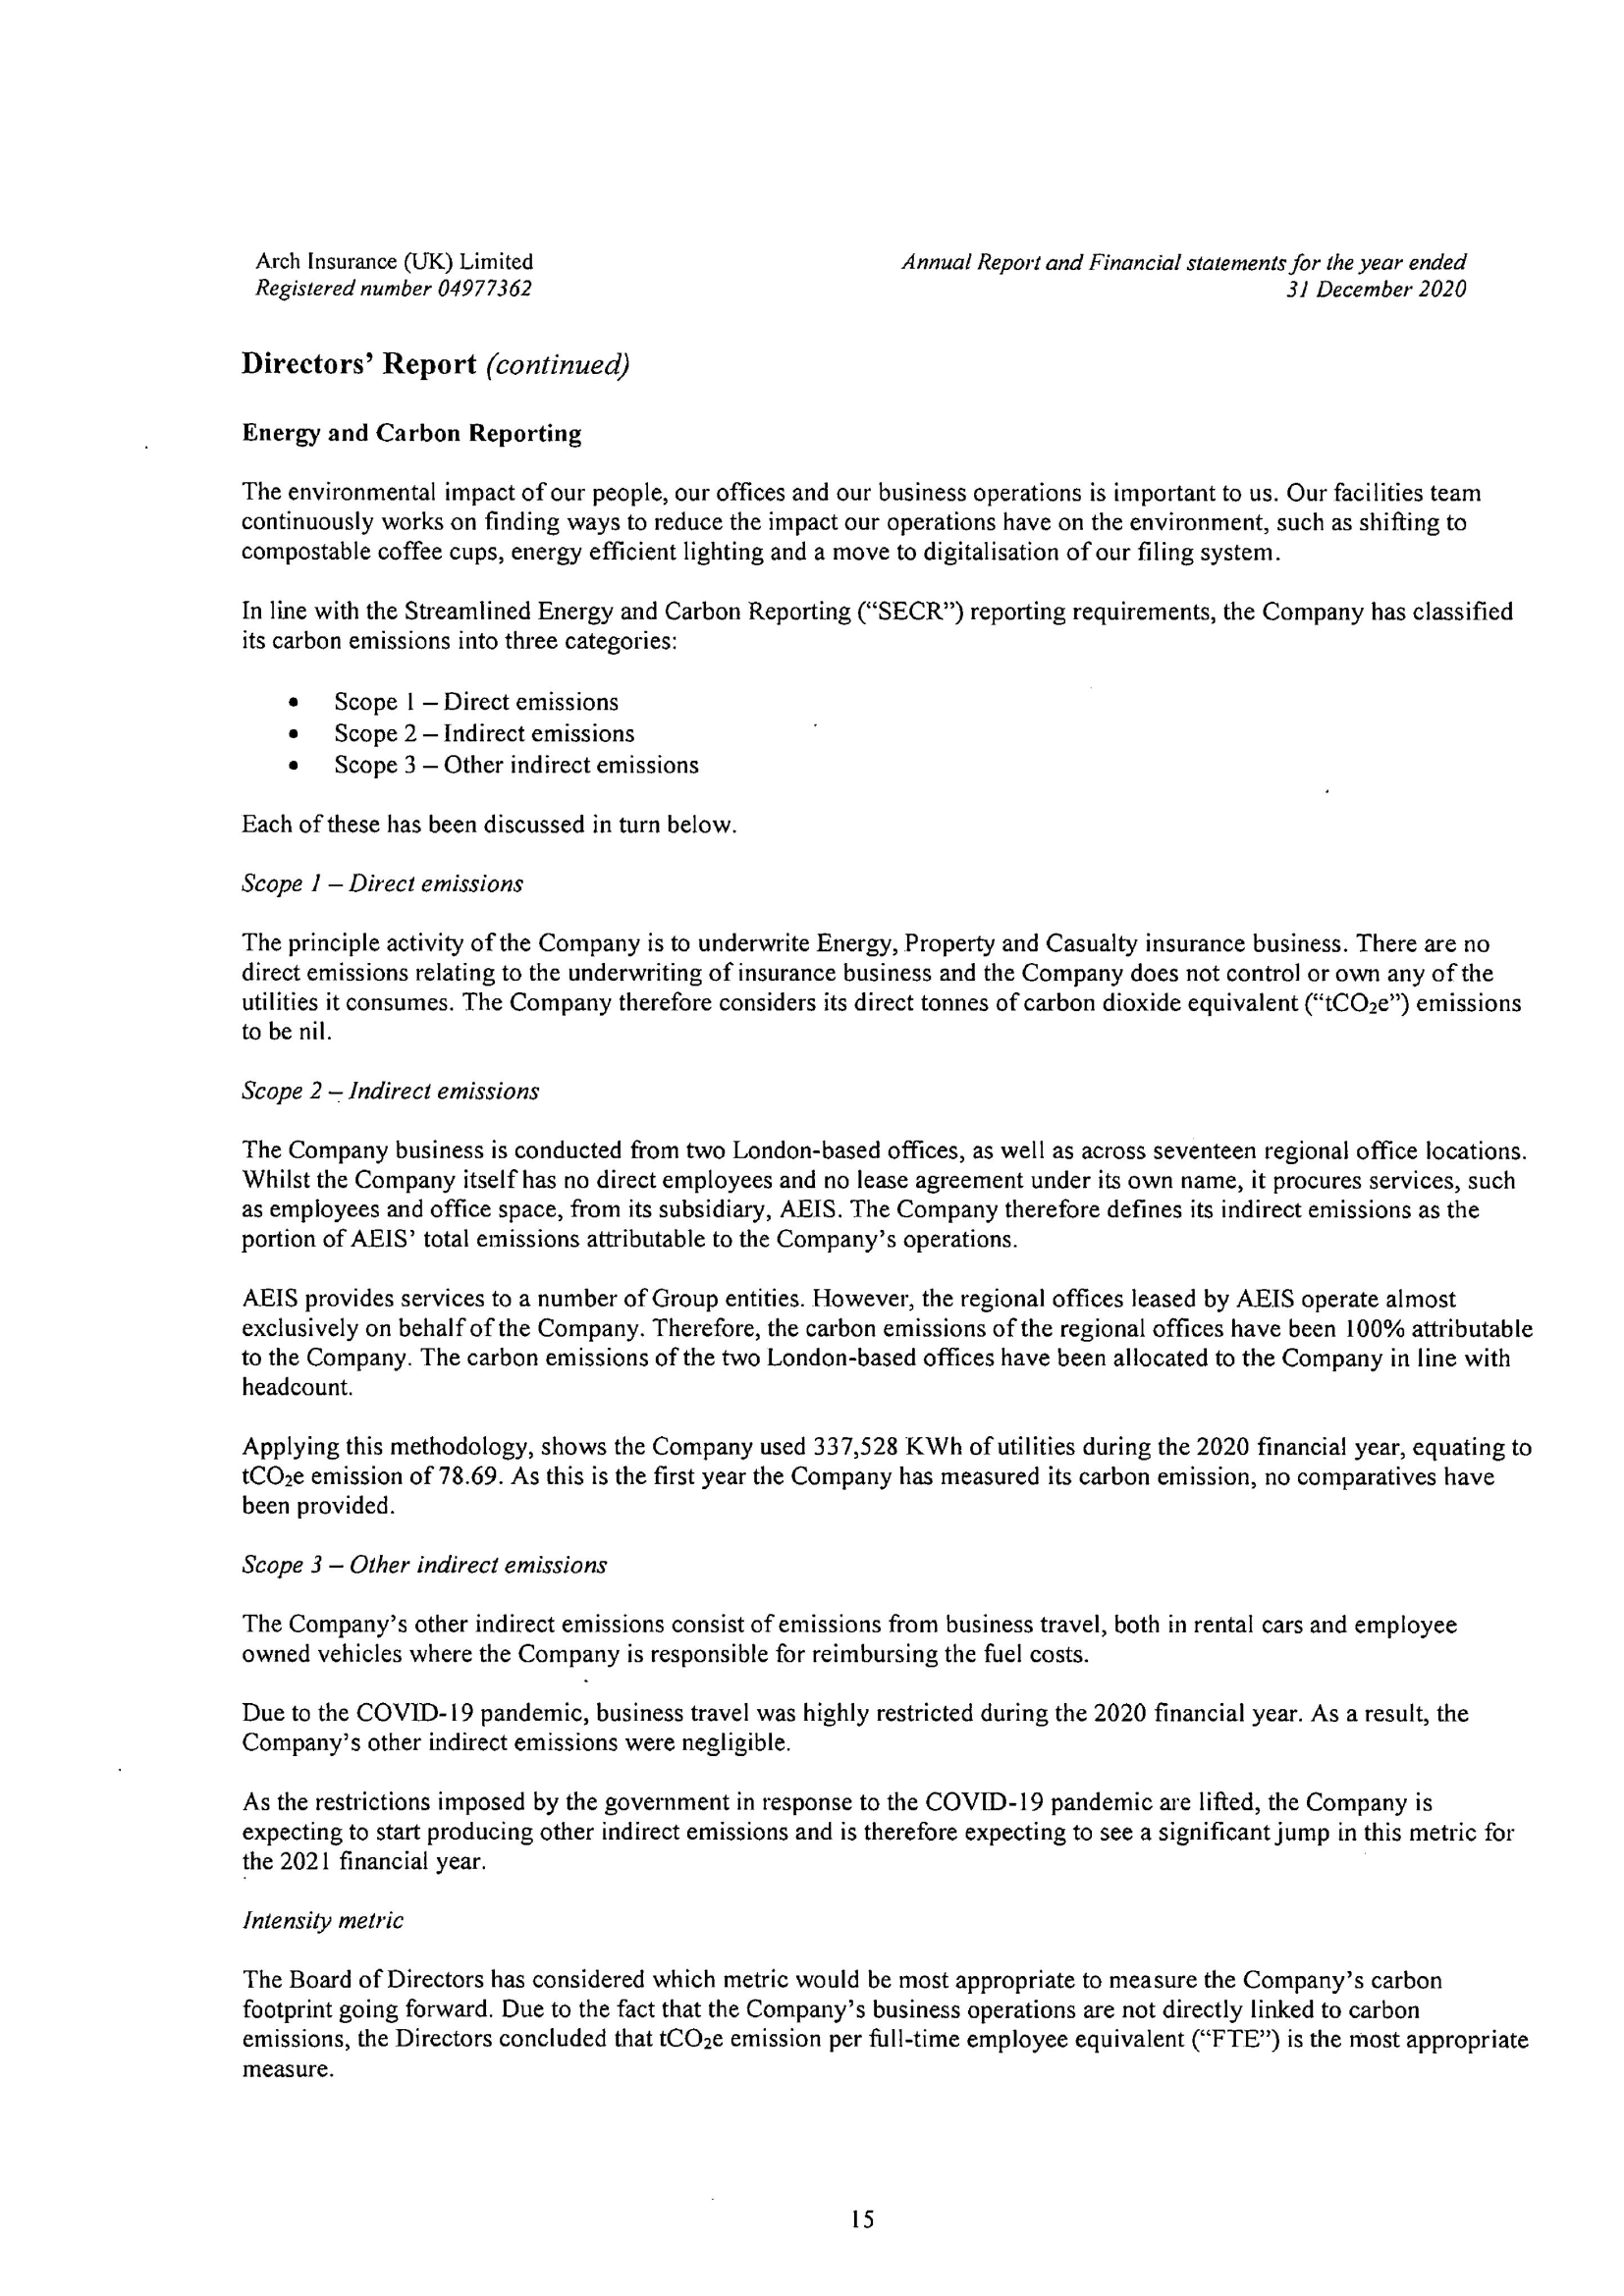 Arch Insurance (UK) Limited
Registered number 04977362
Annual Report and Financial statements for the year ended
31 December 2020
Directors' Report (continued)
Energy and Carbon Reporting
The environmental impact of our people, our offices and our business operations is important to us. Our facilities team
continuously works on finding ways to reduce the impact our operations have on the environment, such as shifting to
compostable coffee cups, energy efficient lighting and a move to digitalisation of our filing system.
In line with the Streamlined Energy and Carbon Reporting ("SECR") reporting requirements, the Company has classified
its carbon emissions into three categories:
• Scope 1 – Direct emissions
• Scope 2 – Indirect emissions
• Scope 3 – Other indirect emissions
Each of these has been discussed in turn below.
Scope 1 – Direct emissions
The principle activity of the Company is to underwrite Energy, Property and Casualty insurance business. There are no
direct emissions relating to the underwriting of insurance business and the Company does not control or own any of the
utilities it consumes. The Company therefore considers its direct tonnes of carbon dioxide equivalent ("tCO₂e") emissions
to be nil.
Scope 2 – Indirect emissions
The Company business is conducted from two London-based offices, as well as across seventeen regional office locations.
Whilst the Company itself has no direct employees and no lease agreement under its own name, it procures services, such
as employees and office space, from its subsidiary, AEIS. The Company therefore defines its indirect emissions as the
portion of AEIS' total emissions attributable to the Company's operations.
AEIS provides services to a number of Group entities. However, the regional offices leased by AEIS operate almost
exclusively on behalf of the Company. Therefore, the carbon emissions of the regional offices have been 100% attributable
to the Company. The carbon emissions of the two London-based offices have been allocated to the Company in line with
headcount.
Applying this methodology, shows the Company used 337,528 KWh of utilities during the 2020 financial year, equating to
tCO₂e emission of 78.69. As this is the first year the Company has measured its carbon emission, no comparatives have
been provided.
Scope 3 – Other indirect emissions
The Company's other indirect emissions consist of emissions from business travel, both in rental cars and employee
owned vehicles where the Company is responsible for reimbursing the fuel costs.
Due to the COVID-19 pandemic, business travel was highly restricted during the 2020 financial year. As a result, the
Company's other indirect emissions were negligible.
As the restrictions imposed by the government in response to the COVID-19 pandemic are lifted, the Company is
expecting to start producing other indirect emissions and is therefore expecting to see a significant jump in this metric for
the 2021 financial year.
Intensity metric
The Board of Directors has considered which metric would be most appropriate to measure the Company's carbon
footprint going forward. Due to the fact that the Company's business operations are not directly linked to carbon
emissions, the Directors concluded that tCO₂e emission per full-time employee equivalent ("FTE") is the most appropriate
measure.
15